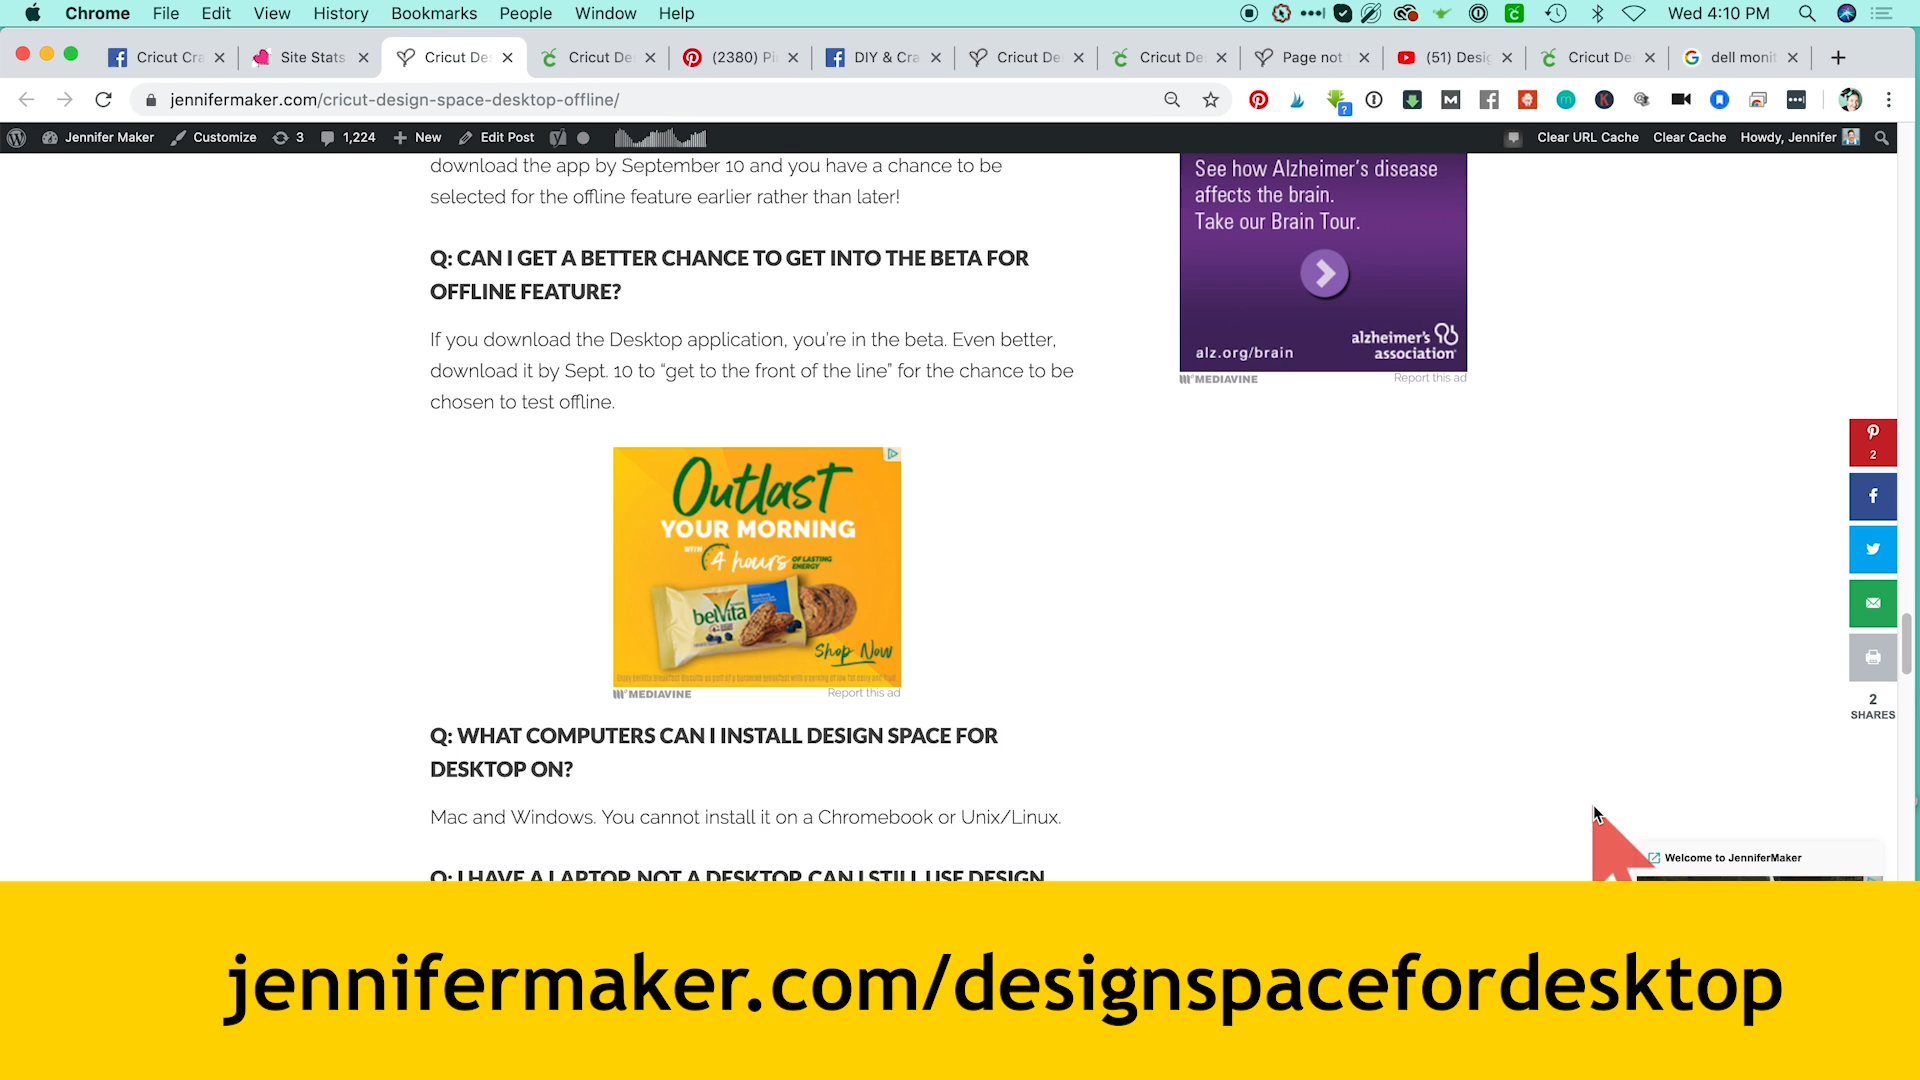 Chrome File Edit View History Bookmarks People Window Help Wed 4:10 PM
Cricut Cra Site Stats Cricut De Cricut De (2380) Pi DIY & Cra Cricut De Cricut De Page not (51) Desig Cricut De dell monit
jennifermaker.com/cricut-design-space-desktop-offline/
Jennifer Maker Customize 3 1,224 New Edit Post Clear URL Cache Clear Cache Howdy, Jennifer
download the app by September 10 and you have a chance to be
selected for the offline feature earlier rather than later!
See how Alzheimer's disease
affects the brain.
Take our Brain Tour.
alzheimer's
association
alz.org/brain
MEDIAVINE Report this ad
Q: CAN I GET A BETTER CHANCE TO GET INTO THE BETA FOR
OFFLINE FEATURE?
If you download the Desktop application, you're in the beta. Even better,
download it by Sept. 10 to “get to the front of the line” for the chance to be
chosen to test offline.
Outlast
YOUR MORNING
WITH 4 hours OF LASTING
ENERGY
belVita
Shop Now
MEDIAVINE Report this ad
2
2
SHARES
Q: WHAT COMPUTERS CAN I INSTALL DESIGN SPACE FOR
DESKTOP ON?
Mac and Windows. You cannot install it on a Chromebook or Unix/Linux.
Welcome to JenniferMaker
Q: I HAVE A LAPTOP, NOT A DESKTOP. CAN I STILL USE DESIGN
jennifermaker.com/designspacefordesktop